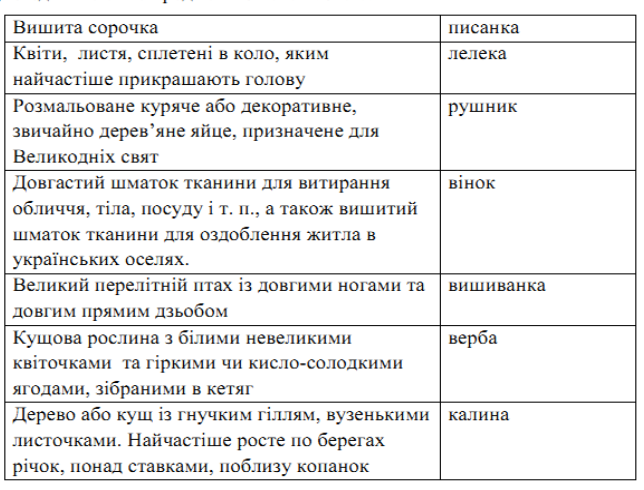 Вишита сорочка писанка
Квіти, листя, сплетені в коло, яким лелека
найчастіше прикрашають голову
Розмальоване куряче або декоративне, рушник
звичайно дерев’яне яйце, призначене для
Великодніх свят
Довгастий шматок тканини для витирання вінок
обличчя, тіла, посуду і т. п., а також вишитий
шматок тканини для оздоблення житла в
українських оселях.
Великий перелітній птах із довгими ногами та вишиванка
довгим прямим дзьобом
Кущова рослина з білими невеликими верба
квіточками та гіркими чи кисло-солодкими
ягодами, зібраними в кетяг
Дерево або кущ із гнучким гіллям, вузенькими калина
листочками. Найчастіше росте по берегах
річок, понад ставками, поблизу копанок